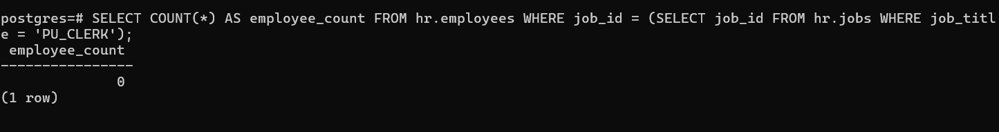 postgres=# SELECT COUNT(*) AS employee_count FROM hr.employees WHERE job_id = (SELECT job_id FROM hr.jobs WHERE job_titl
e = 'PU_CLERK');
 employee_count
----------------
              0
(1 row)